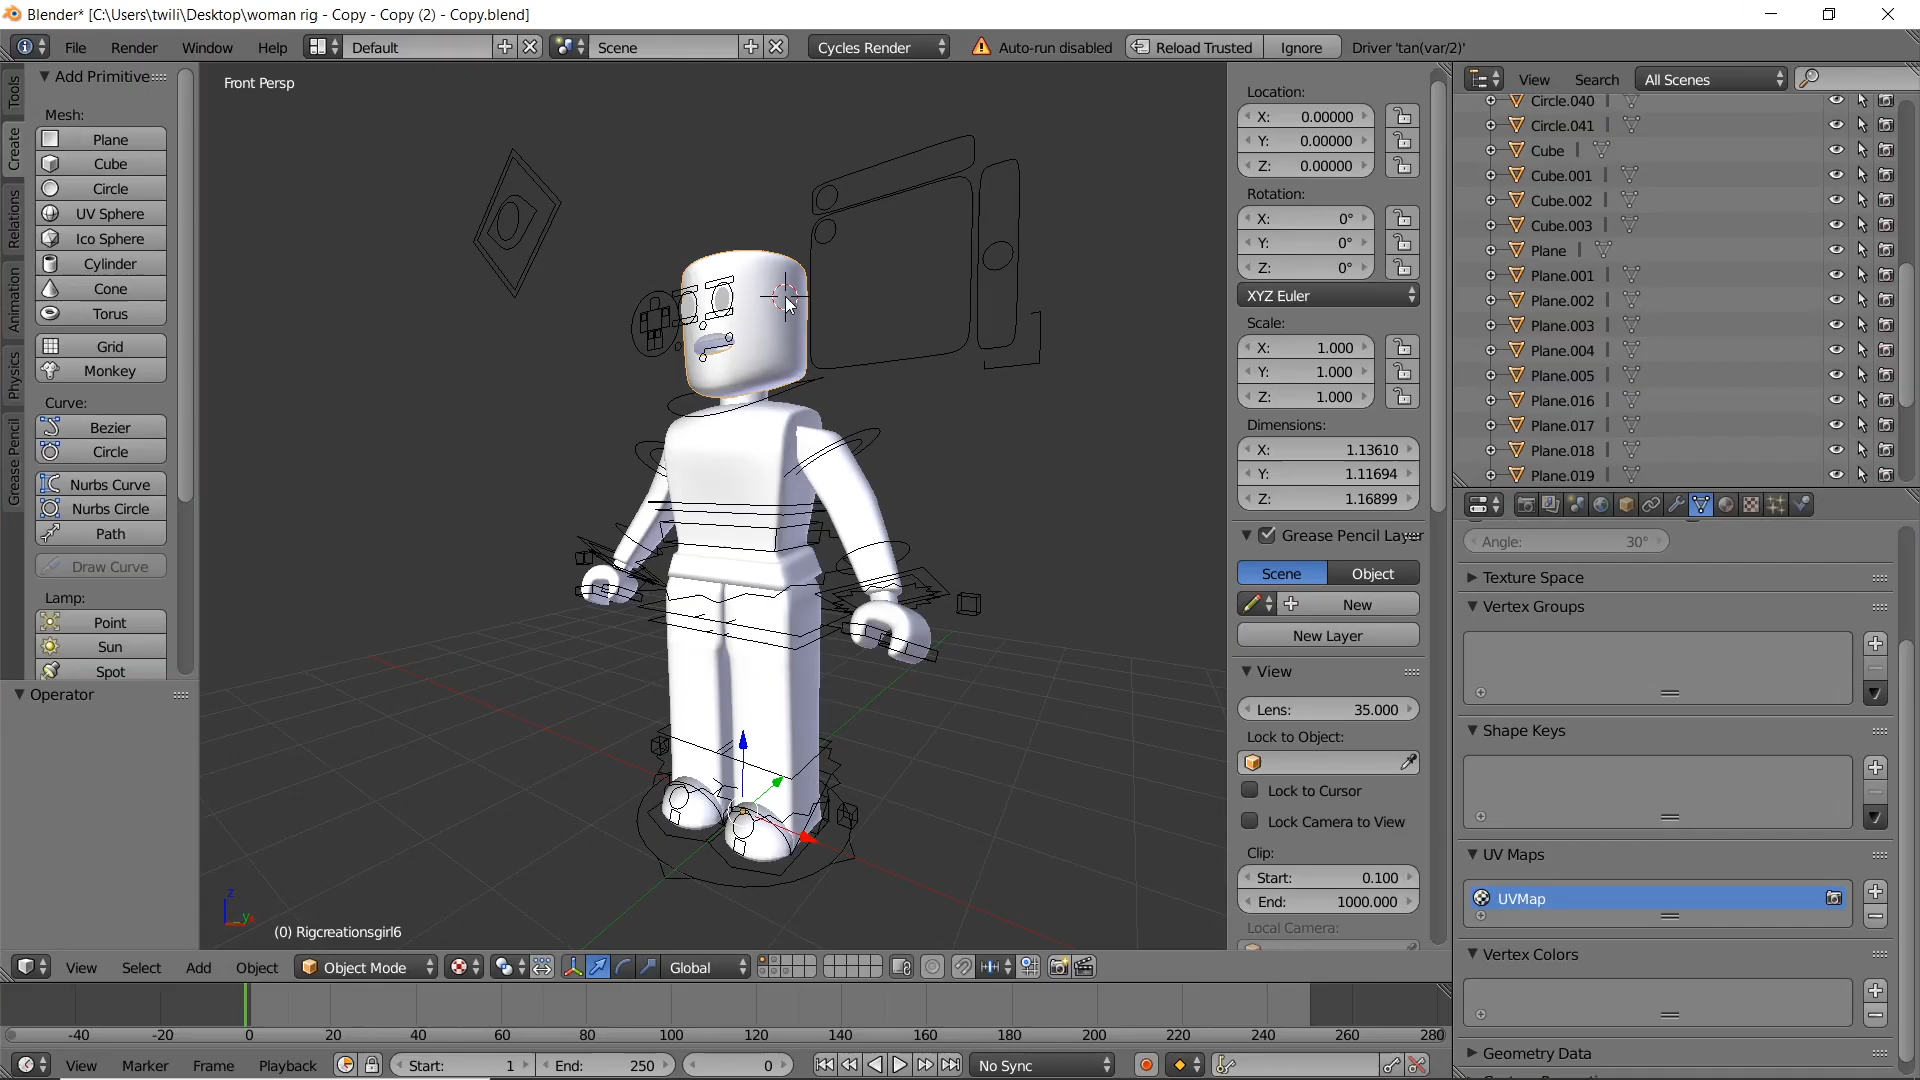 Blender* [C:\Users\twili\Desktop\woman rig - Copy - Copy (2) - Copy.blend]
File Render Window Help Default Scene Cycles Render Auto-run disabled Reload Trusted Ignore Driver 'tan(var/2)'
Tools
Create
Relations
Animation
Physics
Grease Pencil
Add Primitive
Mesh:
Plane
Cube
Circle
UV Sphere
Ico Sphere
Cylinder
Cone
Torus
Grid
Monkey
Curve:
Bezier
Circle
Nurbs Curve
Nurbs Circle
Path
Draw Curve
Lamp:
Point
Sun
Spot
Operator
Front Persp
z
y
(0) Rigcreationsgirl6
Location:
X: 0.00000
Y: 0.00000
Z: 0.00000
Rotation:
X: 0°
Y: 0°
Z: 0°
XYZ Euler
Scale:
X: 1.000
Y: 1.000
Z: 1.000
Dimensions:
X: 1.13610
Y: 1.11694
Z: 1.16899
Grease Pencil Layer
Scene Object
New
New Layer
View
Lens: 35.000
Lock to Object:
Lock to Cursor
Lock Camera to View
Clip:
Start: 0.100
End: 1000.000
Local Camera:
View Search All Scenes
Circle.040
Circle.041
Cube
Cube.001
Cube.002
Cube.003
Plane
Plane.001
Plane.002
Plane.003
Plane.004
Plane.005
Plane.016
Plane.017
Plane.018
Plane.019
Angle: 30°
Texture Space
Vertex Groups
Shape Keys
UV Maps
UVMap
Vertex Colors
Geometry Data
View Select Add Object Object Mode Global
-40 -20 0 20 40 60 80 100 120 140 160 180 200 220 240 260 280
View Marker Frame Playback Start: 1 End: 250 0 No Sync